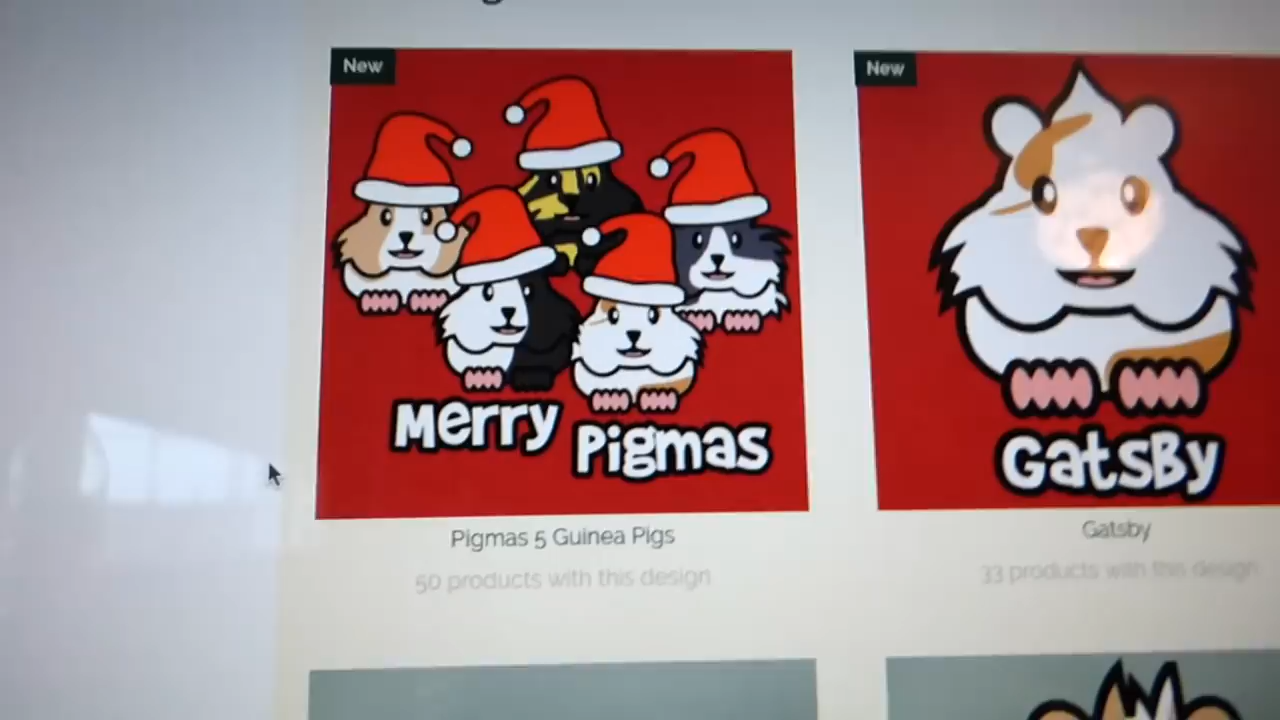 New
Merry
Pigmas
Pigmas 5 Guinea Pigs
50 products with this design
New
GatsBy
Gatsby
33 products with this design